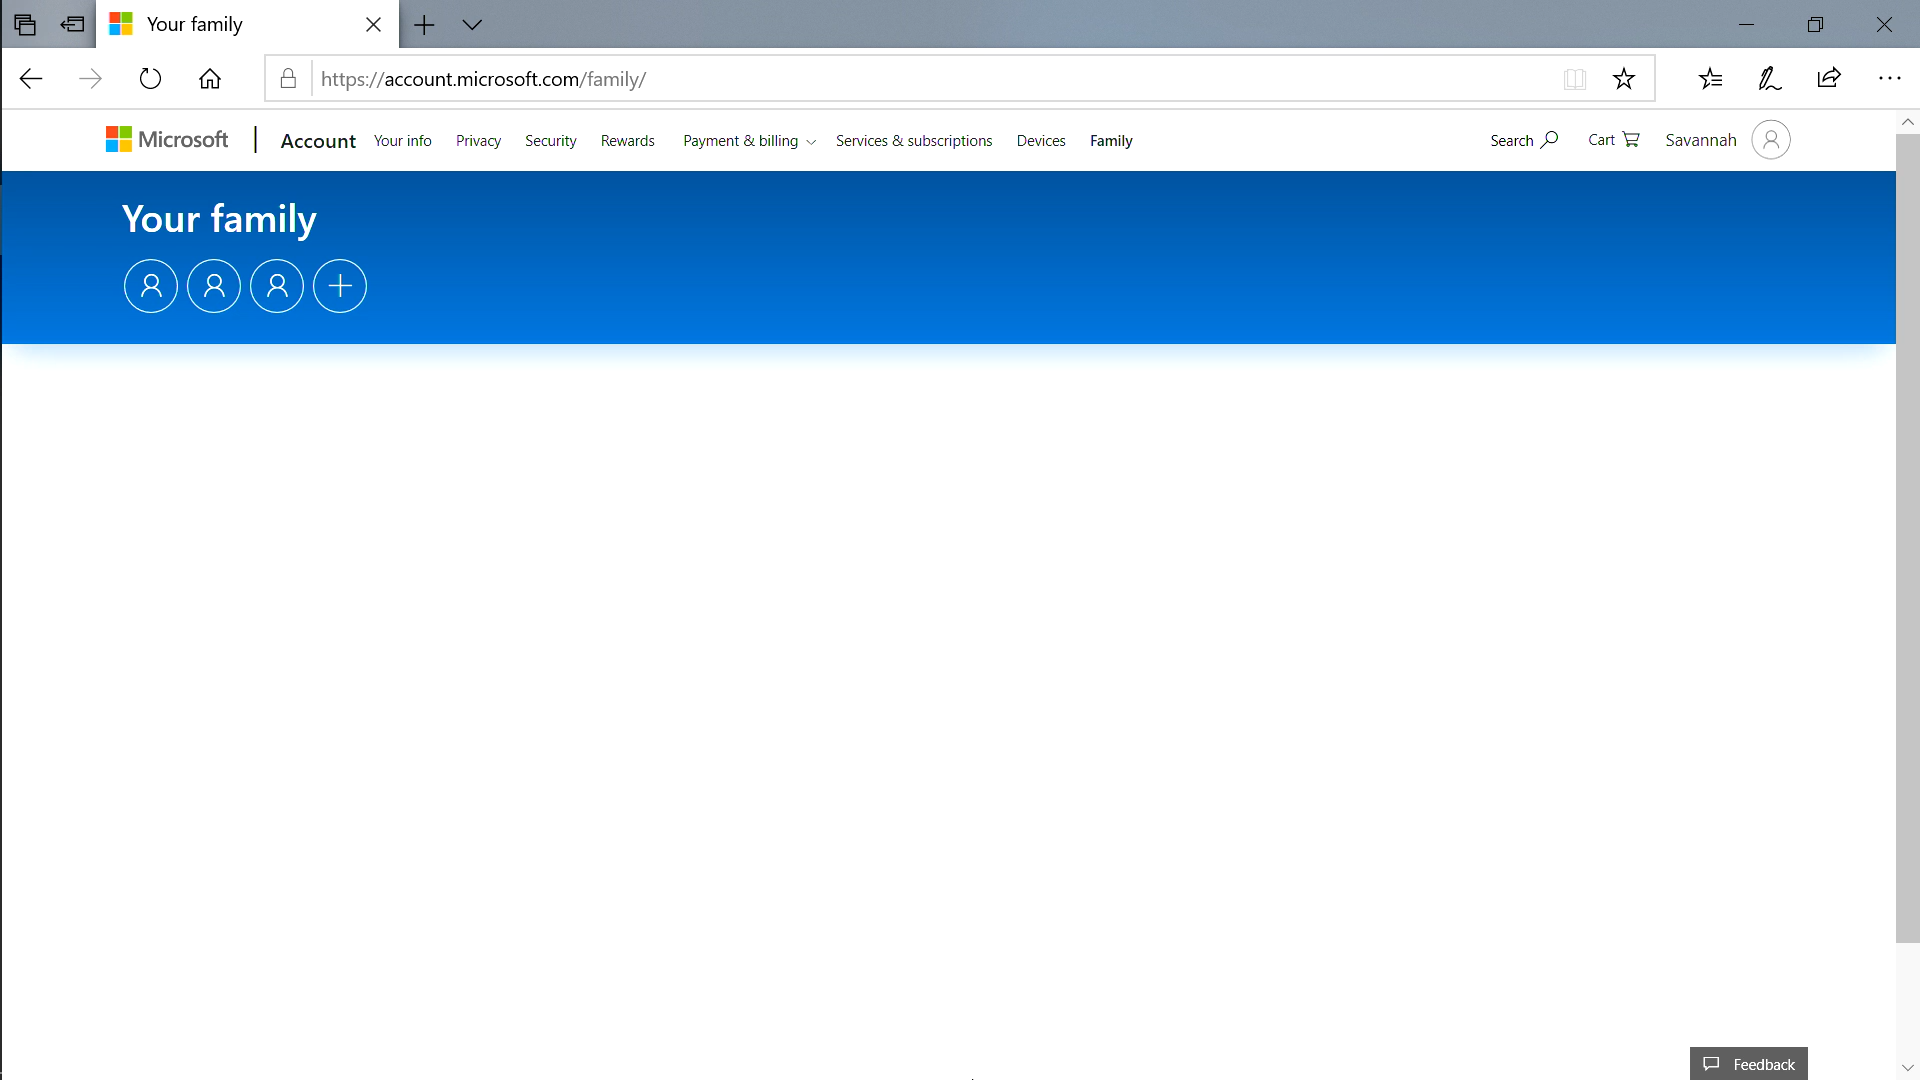 Your family
https://account.microsoft.com/family/
Microsoft Account Your info Privacy Security Rewards Payment & billing Services & subscriptions Devices Family Search Cart Savannah
Your family
Feedback